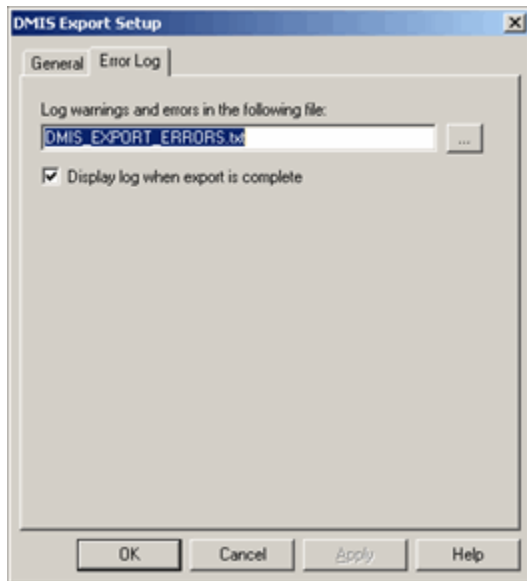 DMIS Export Setup
General Error Log
Log warnings and errors in the following file:
DMIS_EXPORT_ERRORS.txt
...
Display log when export is complete
OK Cancel Apply Help